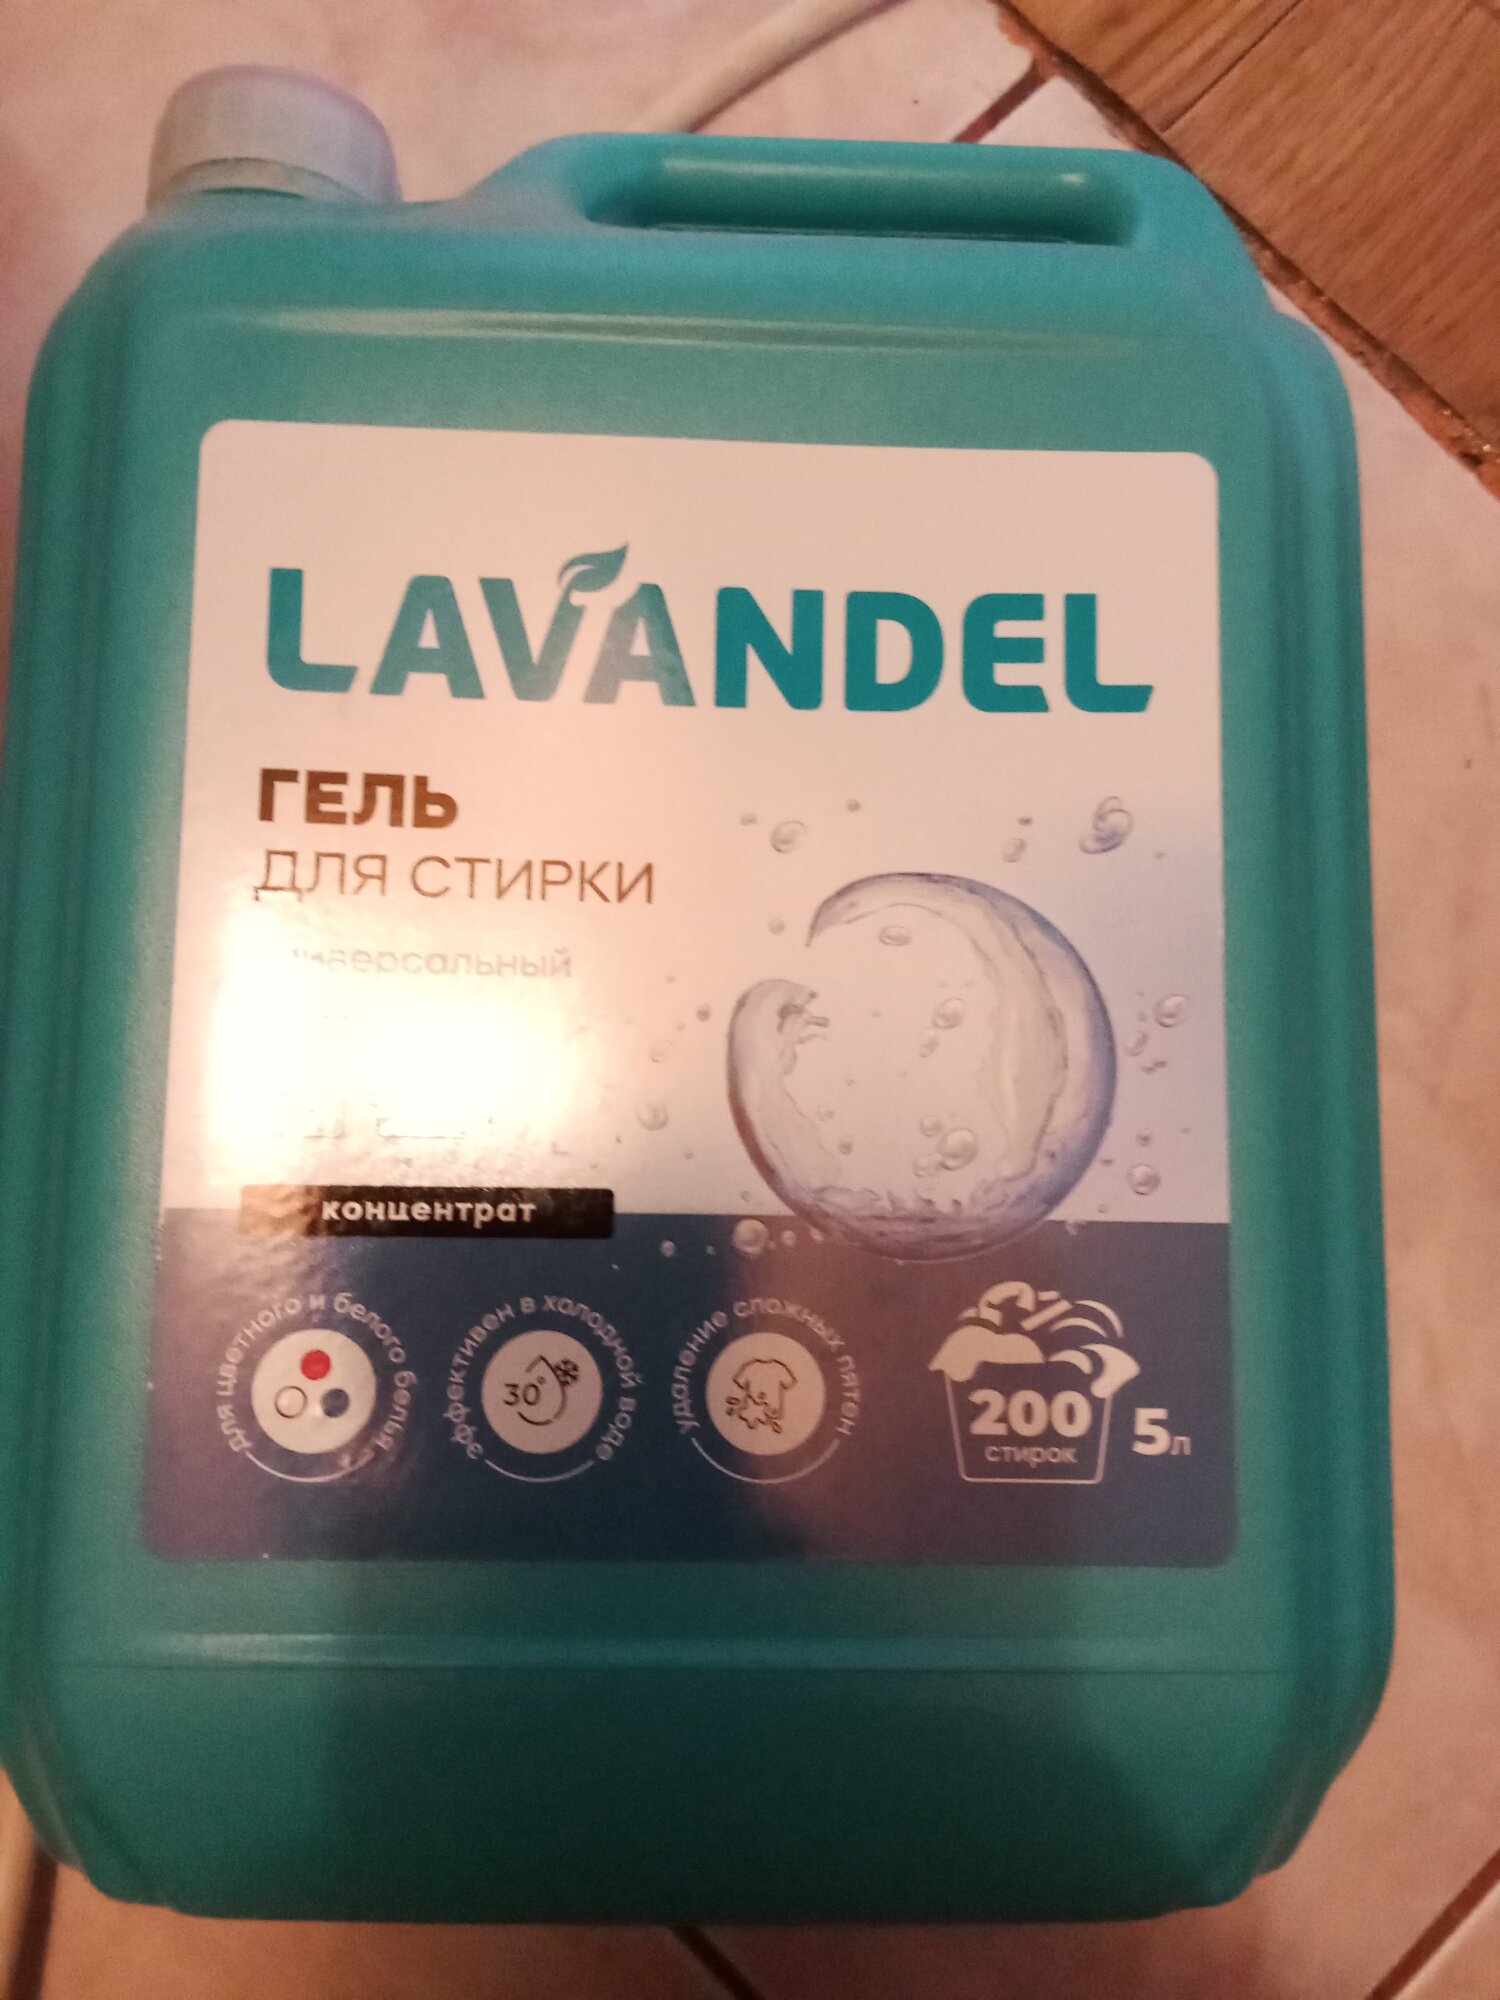 LAVANDEL
ГЕЛЬ
ДЛЯ СТИРКИ
универсальный
концентрат
для цветного и белого белья
эффективен в холодной воде
30°
удаление сложных пятен
200
стирок
5л